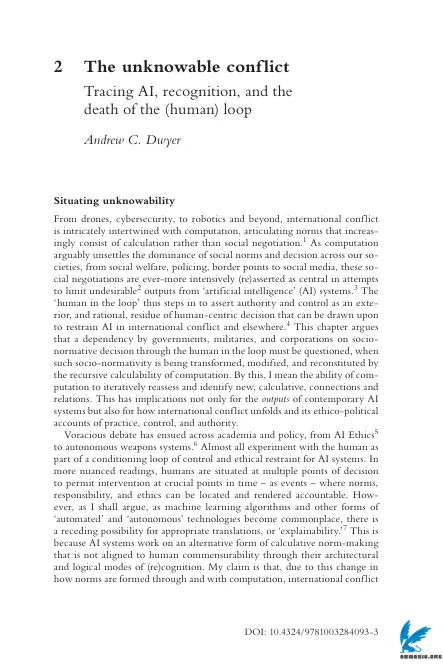 2 The unknowable conflict
Tracing AI, recognition, and the
death of the (human) loop
Andrew C. Dwyer
Situating unknowability
From drones, cybersecurity, to robotics and beyond, international conflict
is intricately intertwined with computation, articulating norms that increas-
ingly consist of calculation rather than social negotiation.1 As computation
arguably unsettles the dominance of social norms and decision across our so-
cieties, from social welfare, policing, border points to social media, these so-
cial negotiations are ever-more intensively (re)asserted as central in attempts
to limit undesirable2 outputs from ‘artificial intelligence’ (AI) systems.3 The
‘human in the loop’ thus steps in to assert authority and control as an exte-
rior, and rational, residue of human-centric decision that can be drawn upon
to restrain AI in international conflict and elsewhere.4 This chapter argues
that a dependency by governments, militaries, and corporations on socio-
normative decision through the human in the loop must be questioned, when
such socio-normativity is being transformed, modified, and reconstituted by
the recursive calculability of computation. By this, I mean the ability of com-
putation to iteratively reassess and identify new, calculative, connections and
relations. This has implications not only for the outputs of contemporary AI
systems but also for how international conflict unfolds and its ethico-political
accounts of practice, control, and authority.
Voracious debate has ensued across academia and policy, from AI Ethics5
to autonomous weapons systems.6 Almost all experiment with the human as
part of a conditioning loop of control and ethical restraint for AI systems. In
more nuanced readings, humans are situated at multiple points of decision
to permit intervention at crucial points in time – as events – where norms,
responsibility, and ethics can be located and rendered accountable. How-
ever, as I shall argue, as machine learning algorithms and other forms of
‘automated’ and ‘autonomous’ technologies become commonplace, there is
a receding possibility for appropriate translations, or ‘explainability.’7 This is
because AI systems work on an alternative form of calculative norm-making
that is not aligned to human commensurability through their architectural
and logical modes of (re)cognition. My claim is that, due to this change in
how norms are formed through and with computation, international conflict
DOI: 10.4324/9781003284093-3